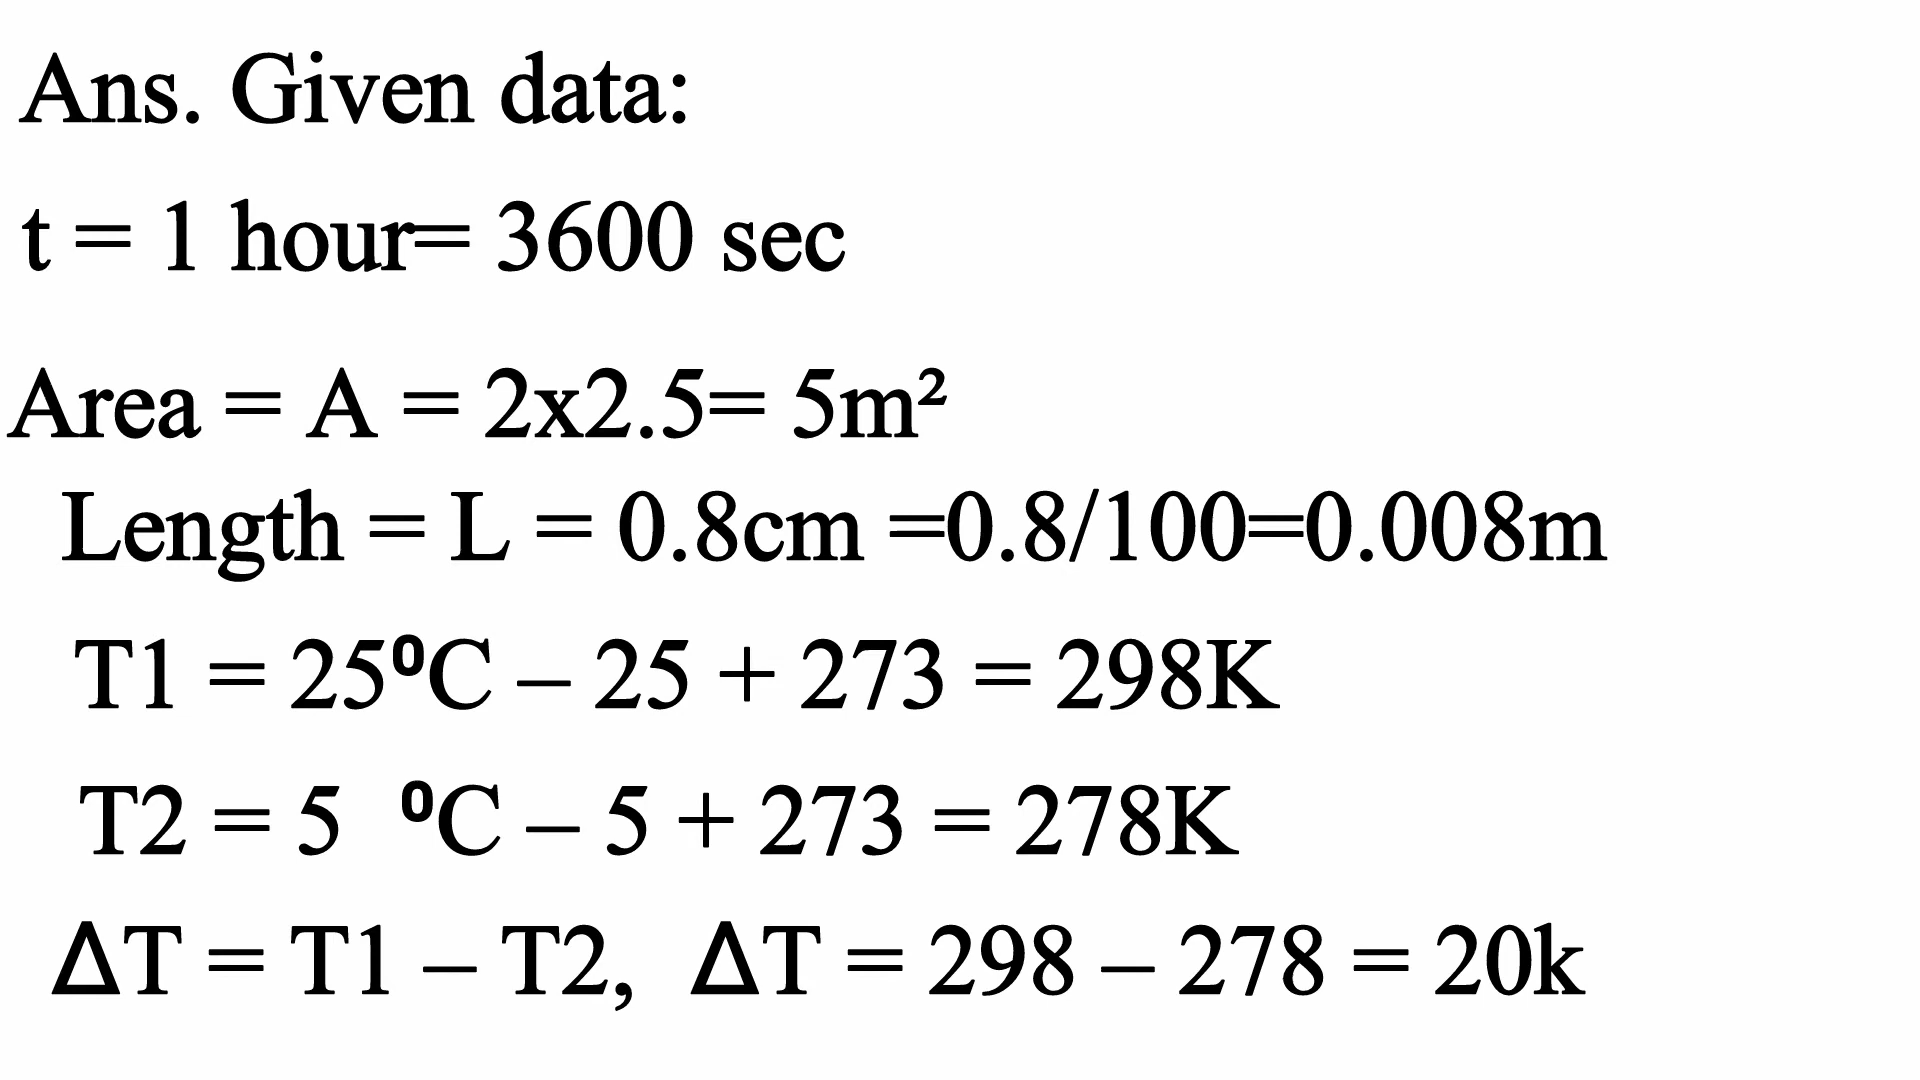 Ans. Given data:
t = 1 hour= 3600 sec
Area = A = 2x2.5= 5m²
Length = L = 0.8cm =0.8/100=0.008m
T1 = 25⁰C – 25 + 273 = 298K
T2 = 5 ⁰C – 5 + 273 = 278K
ΔT = T1 – T2, ΔT = 298 – 278 = 20k